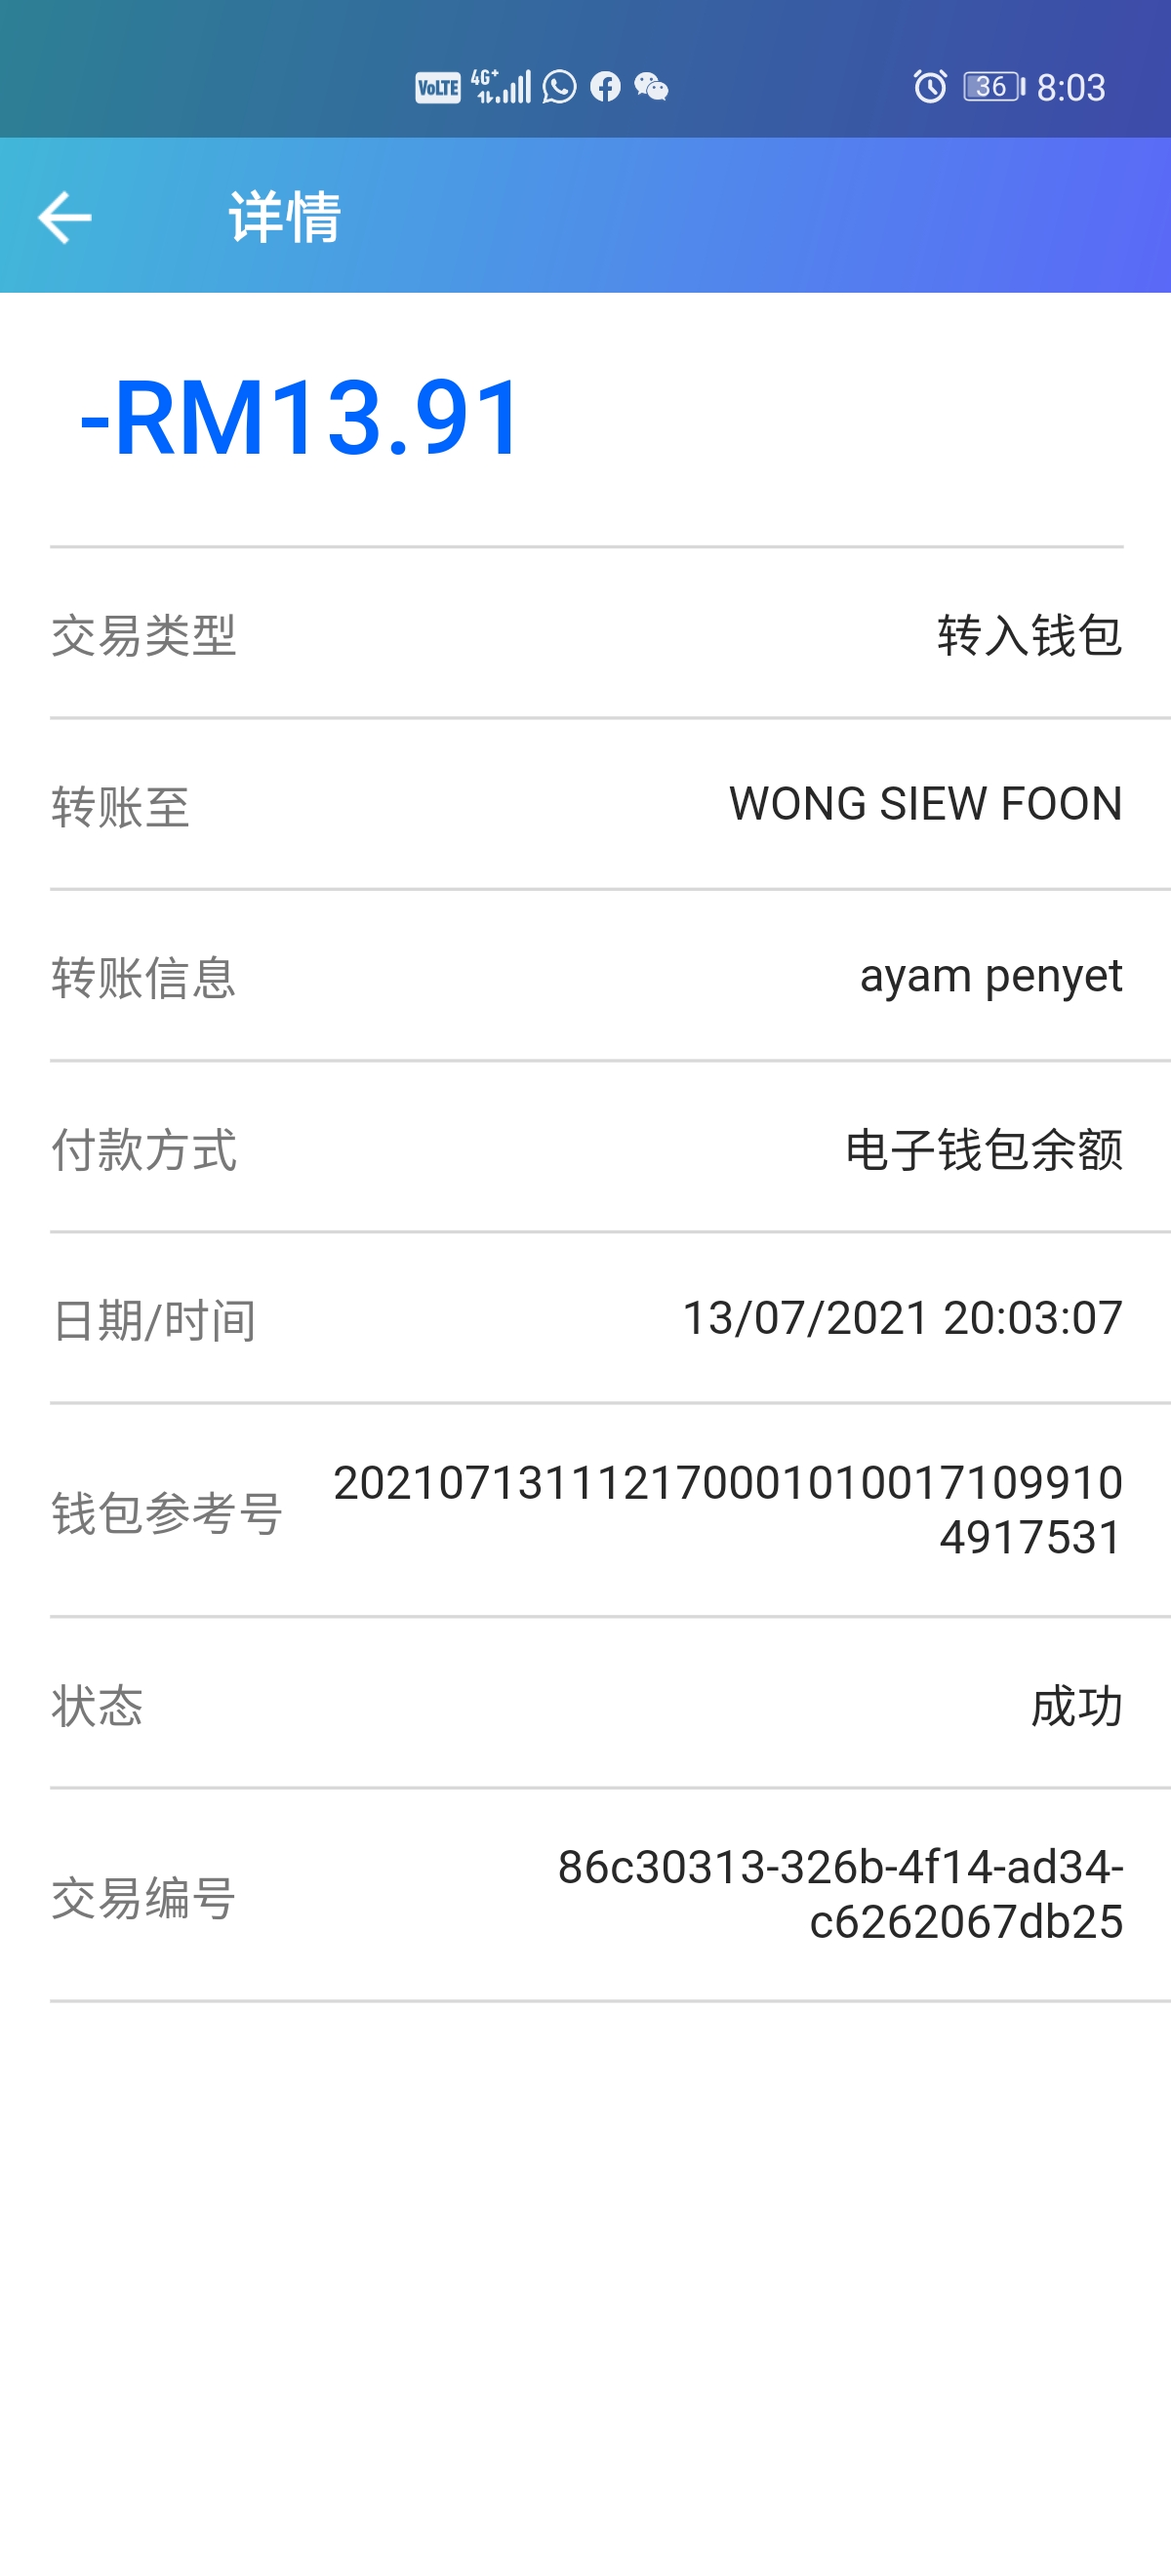 VoLTE 4G+ 36 8:03
详情
-RM13.91
交易类型 转入钱包
转账至 WONG SIEW FOON
转账信息 ayam penyet
付款方式 电子钱包余额
日期/时间 13/07/2021 20:03:07
钱包参考号 202107131112170001010017109910
4917531
状态 成功
交易编号 86c30313-326b-4f14-ad34-
c6262067db25